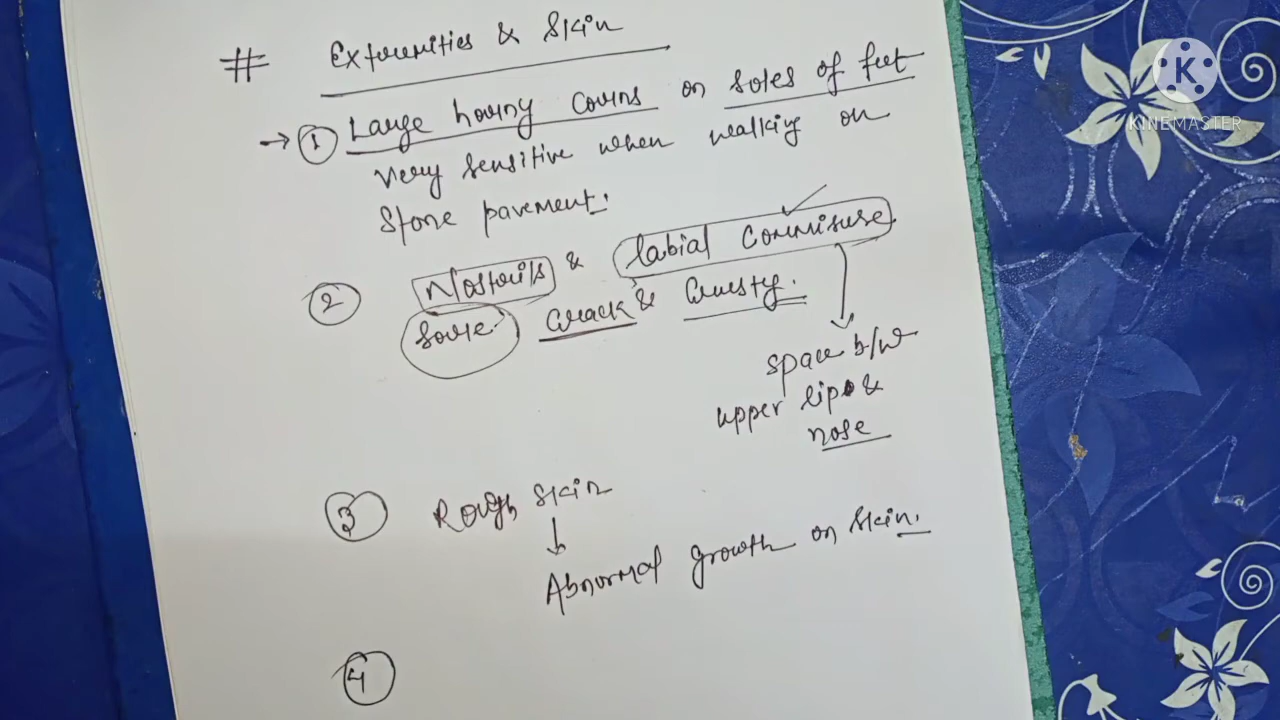 # Extremities & Skin
→ ① Large horny corns on soles of feet
very sensitive when walking on
Stone pavement.
② Nostrils & labial commisure.
Sore. crack & crusty.
space b/w
upper lip &
nose
③ Rough skin
Abnormal growth on skin.
④
K
KINEMASTER